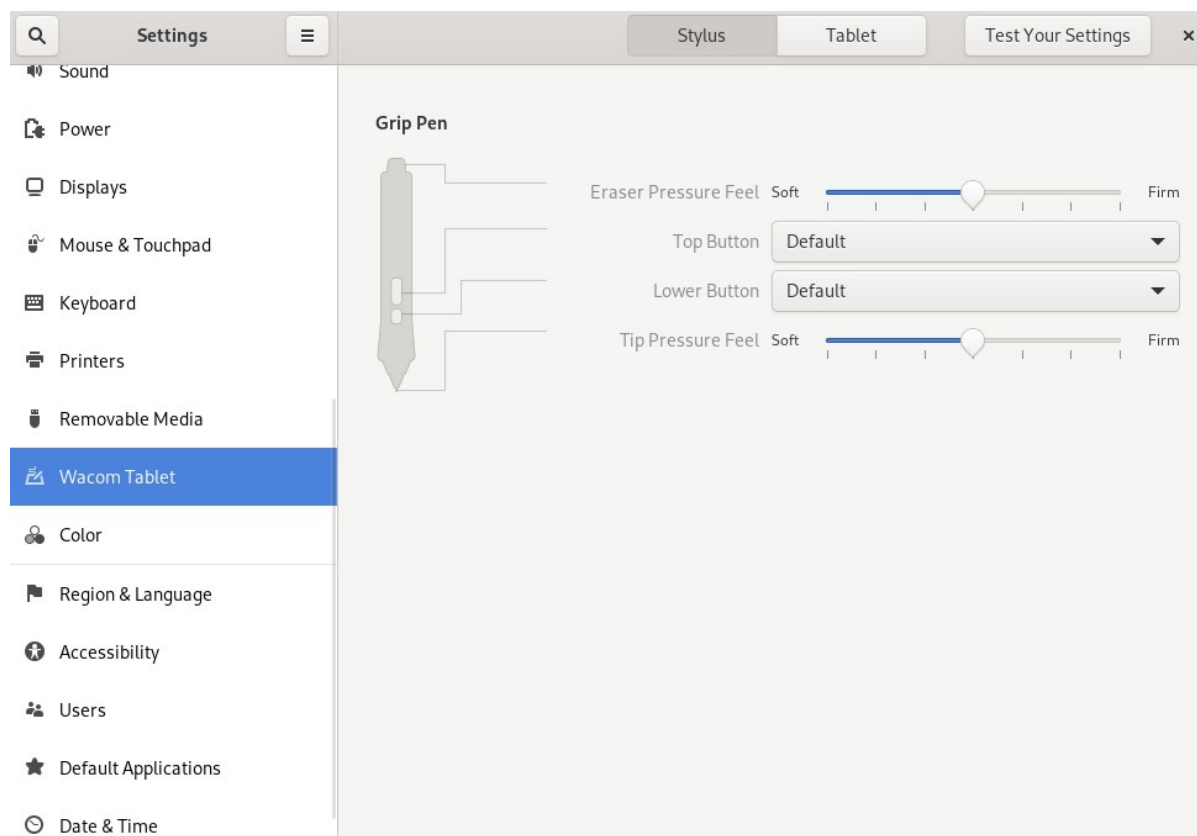 Settings
Stylus
Tablet
Test Your Settings
Sound
Power
Displays
Mouse & Touchpad
Keyboard
Printers
Removable Media
Wacom Tablet
Color
Region & Language
Accessibility
Users
Default Applications
Date & Time
Grip Pen
Eraser Pressure Feel Soft Firm
Top Button Default
Lower Button Default
Tip Pressure Feel Soft Firm